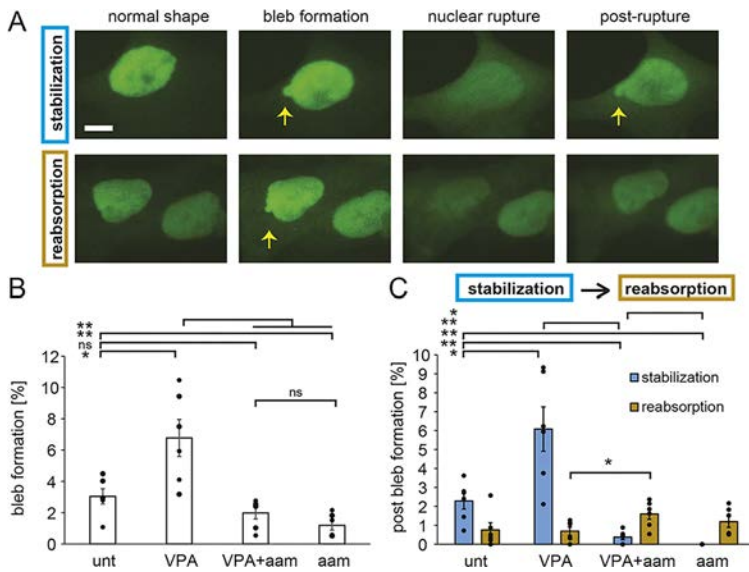 A
normal shape bleb formation nuclear rupture post-rupture
stabilization
reabsorption
B
**
**
ns
*
ns
bleb formation [%]
12
10
8
6
4
2
0
unt VPA VPA+aam aam
C
stabilization → reabsorption
*
**
**
**
*
*
stabilization
reabsorption
post bleb formation [%]
10
9
8
7
6
5
4
3
2
1
0
unt VPA VPA+aam aam